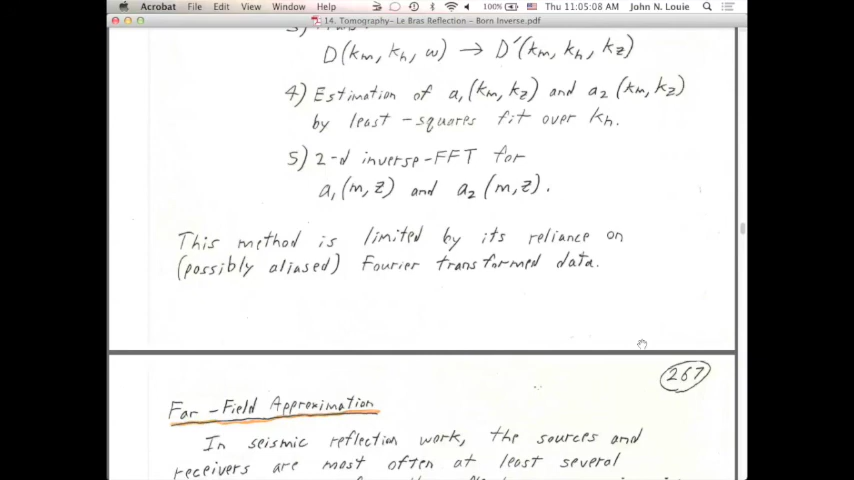 Acrobat File Edit View Window Help 100% Thu 11:05:08 AM John N. Louie
14. Tomography- Le Bras Reflection - Born Inverse.pdf
D(km, kh, ω) → D'(km, kh, kz)
4) Estimation of a₁(km, kz) and a₂(km, kz)
by least-squares fit over kh.
5) 2-d inverse-FFT for
a₁(m, z) and a₂(m, z).
This method is limited by its reliance on
(possibly aliased) Fourier transformed data.
267
Far-Field Approximation
In seismic reflection work, the sources and
receivers are most often at least several